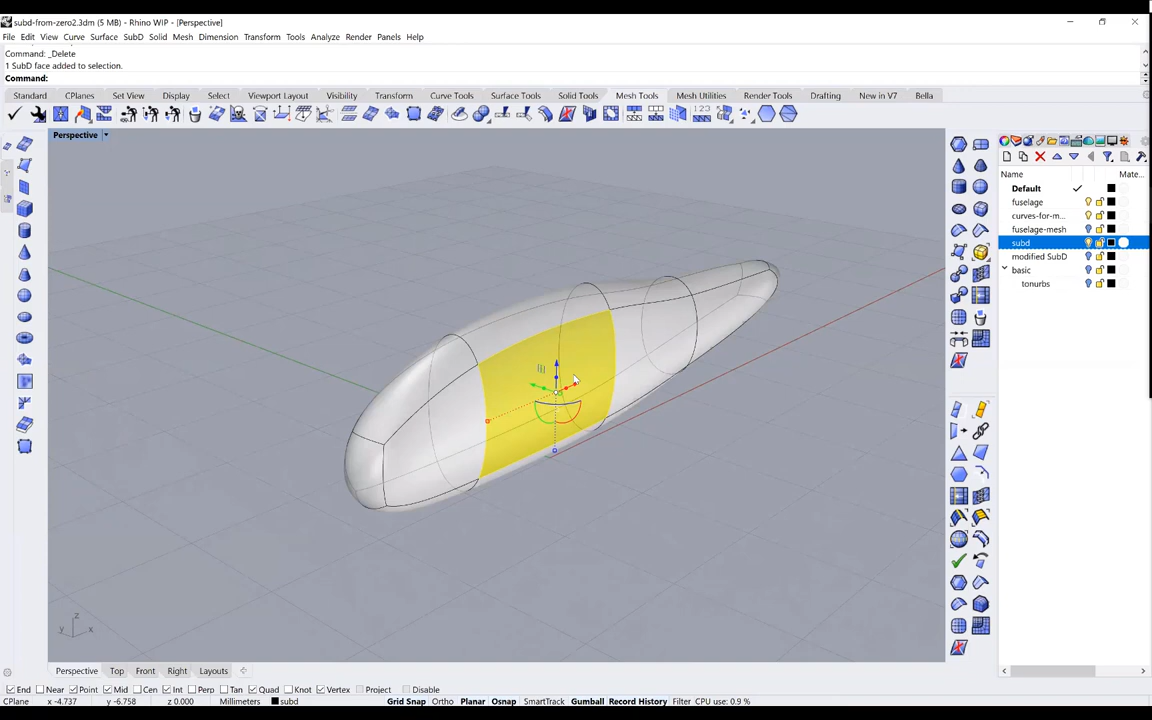 subd-from-zero2.3dm (5 MB) - Rhino WIP - [Perspective]
File Edit View Curve Surface SubD Solid Mesh Dimension Transform Tools Analyze Render Panels Help
Command: _Delete
1 SubD face added to selection.
Command:
Standard CPlanes Display Select Viewport Layout Visibility Transform Curve Tools Surface Tools Solid Tools Mesh Tools Mesh Utilities Render Tools Drafting New in V7 Bella
Perspective
Name Mate...
Default
fuselage
curves-for-m...
fuselage-mesh
subd
modified SubD
basic
tonurbs
z
y x
Perspective Top Front Right Layouts
End Near Point Mid Cen Int Perp Tan Quad Knot Vertex Project Disable
CPlane x -4.737 y -6.758 z 0.000 Millimeters subd Grid Snap Ortho Planar Osnap SmartTrack Gumball Record History Filter CPU use: 0.9 %